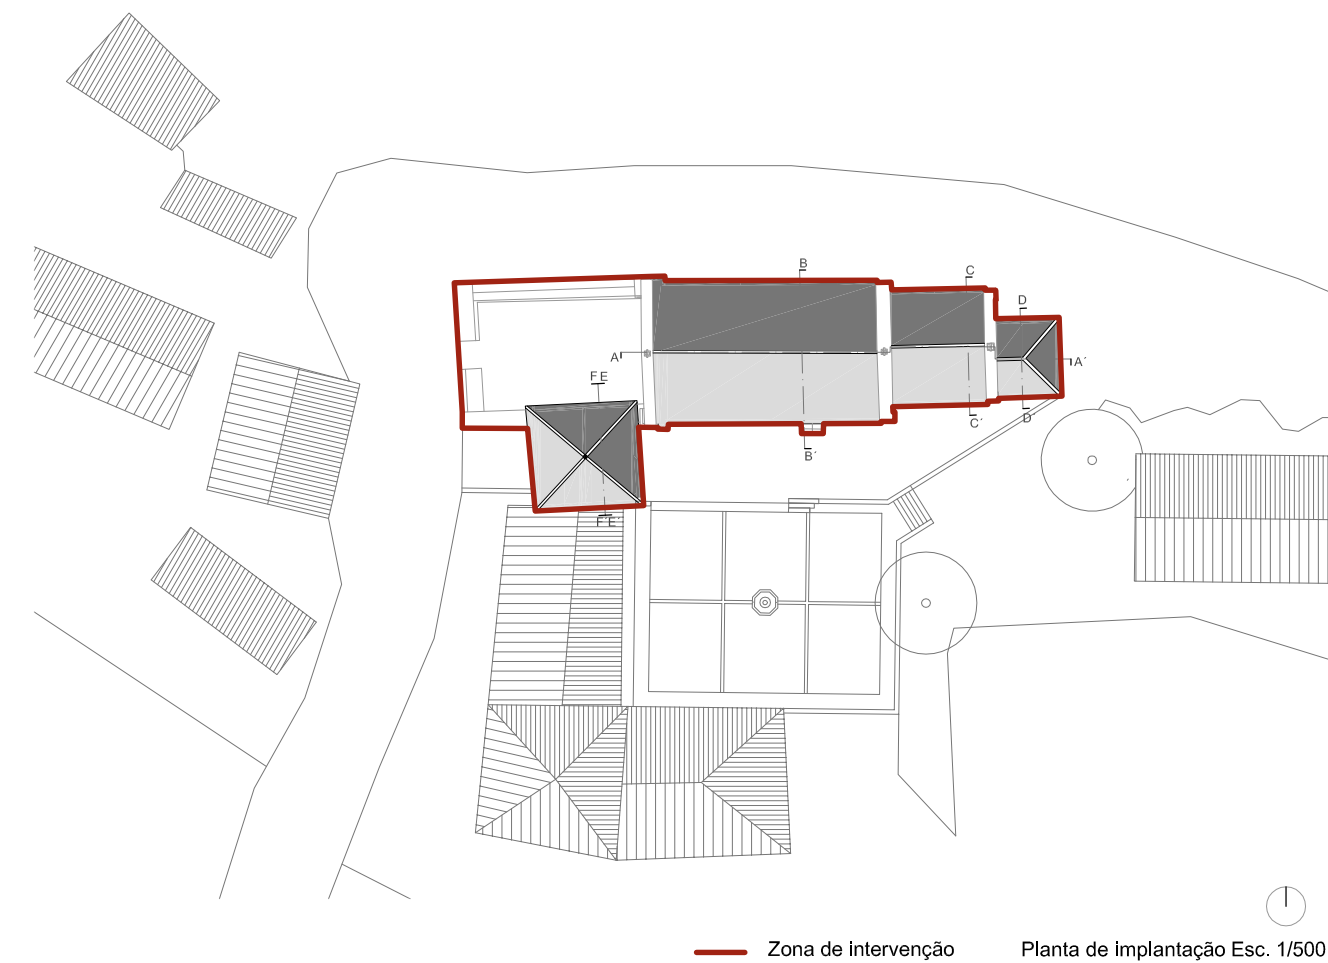 B
C
D
A
A´
F E
D
C´
B´
F´E´
Zona de intervenção
Planta de implantação Esc. 1/500